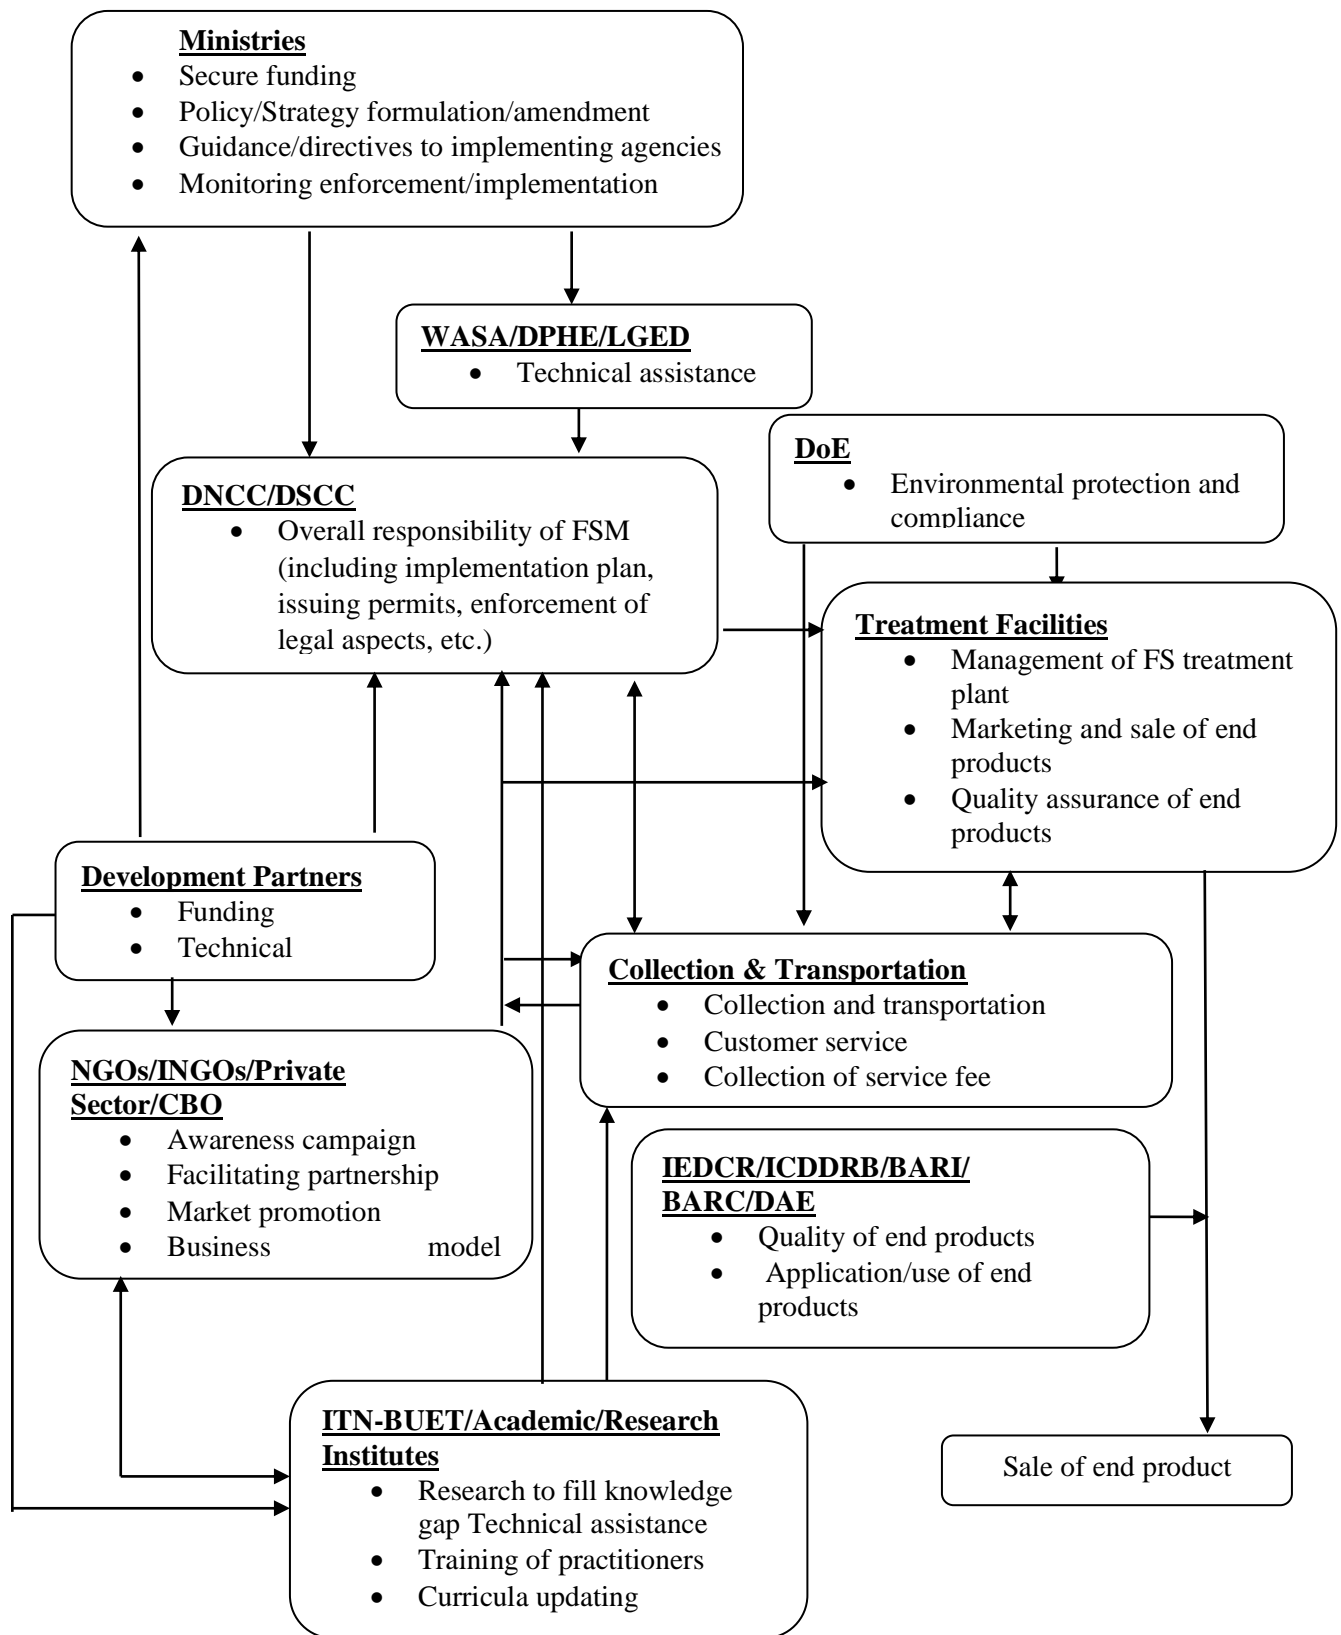 Ministries
• Secure funding
• Policy/Strategy formulation/amendment
• Guidance/directives to implementing agencies
• Monitoring enforcement/implementation
WASA/DPHE/LGED
• Technical assistance
DoE
• Environmental protection and
compliance
DNCC/DSCC
• Overall responsibility of FSM
(including implementation plan,
issuing permits, enforcement of
legal aspects, etc.)
Treatment Facilities
• Management of FS treatment
plant
• Marketing and sale of end
products
• Quality assurance of end
products
Development Partners
• Funding
• Technical
Collection & Transportation
• Collection and transportation
• Customer service
• Collection of service fee
NGOs/INGOs/Private
Sector/CBO
• Awareness campaign
• Facilitating partnership
• Market promotion
• Business model
IEDCR/ICDDRB/BARI/
BARC/DAE
• Quality of end products
• Application/use of end
products
ITN-BUET/Academic/Research
Institutes
• Research to fill knowledge
gap Technical assistance
• Training of practitioners
• Curricula updating
Sale of end product